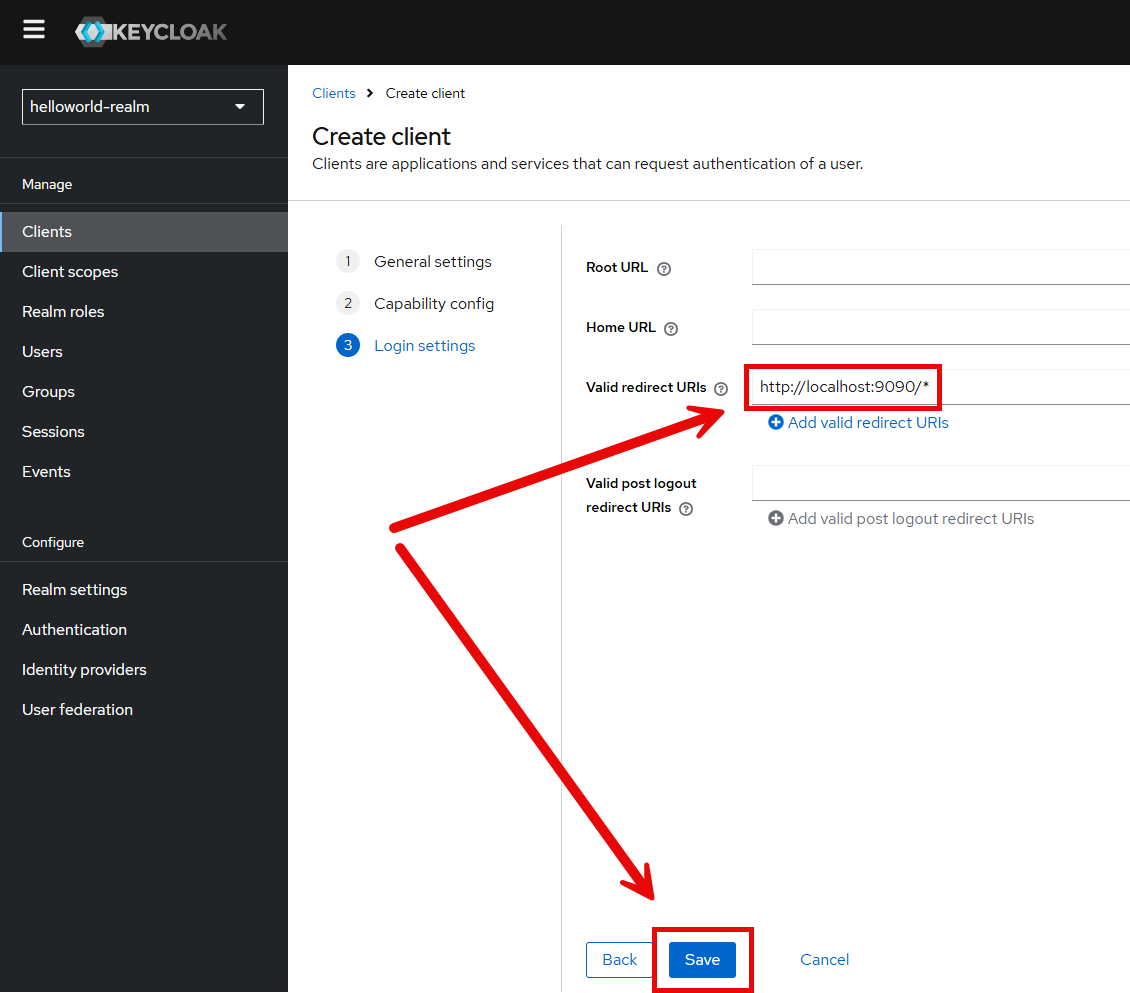 KEYCLOAK
helloworld-realm
Manage
Clients
Client scopes
Realm roles
Users
Groups
Sessions
Events
Configure
Realm settings
Authentication
Identity providers
User federation
Clients > Create client
Create client
Clients are applications and services that can request authentication of a user.
1 General settings
2 Capability config
3 Login settings
Root URL ?
Home URL ?
Valid redirect URIs ? http://localhost:9090/*
+ Add valid redirect URIs
Valid post logout
redirect URIs ?
+ Add valid post logout redirect URIs
Back Save Cancel